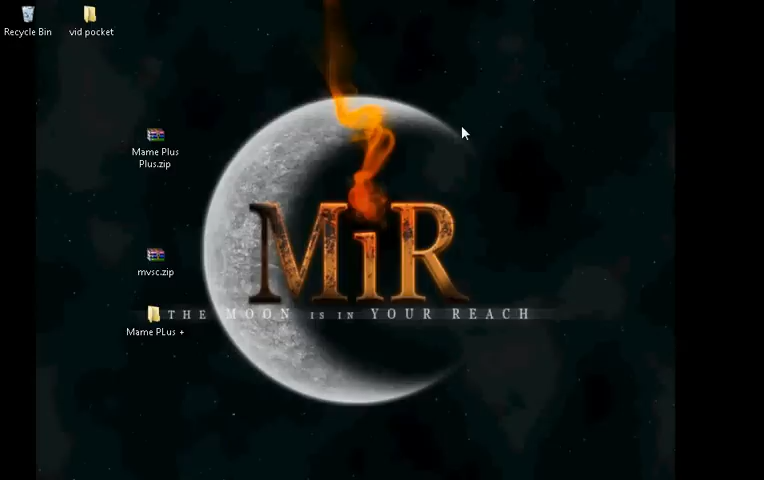 Recycle Bin
vid pocket
Mame Plus
Plus.zip
MiR
mvsc.zip
THE MOON IS IN YOUR REACH
Mame PLus +